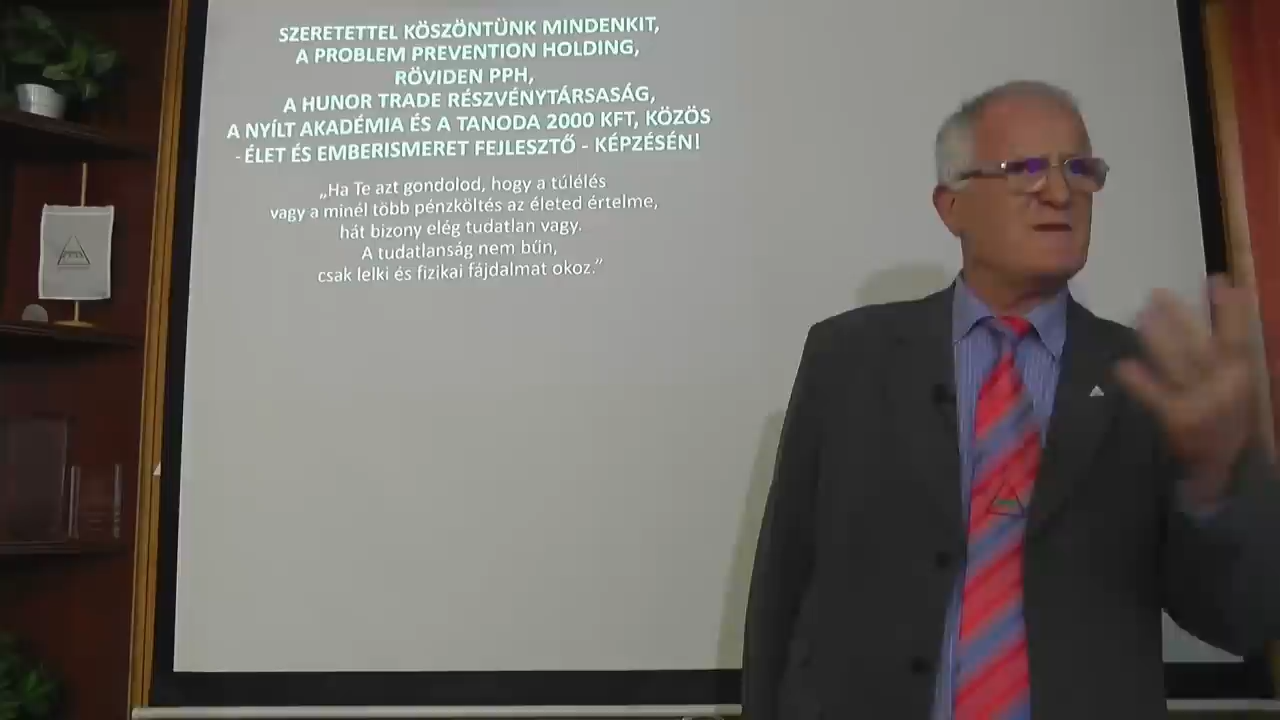 SZERETETTEL KÖSZÖNTÜNK MINDENKIT,
A PROBLEM PREVENTION HOLDING,
RÖVIDEN PPH,
A HUNOR TRADE RÉSZVÉNYTÁRSASÁG,
A NYÍLT AKADÉMIA ÉS A TANODA 2000 KFT, KÖZÖS
- ÉLET ÉS EMBERISMERET FEJLESZTŐ - KÉPZÉSÉN!
„Ha Te azt gondolod, hogy a túlélés
vagy a minél több pénzköltés az életed értelme,
hát bizony elég tudatlan vagy.
A tudatlanság nem bűn,
csak lelki és fizikai fájdalmat okoz.”